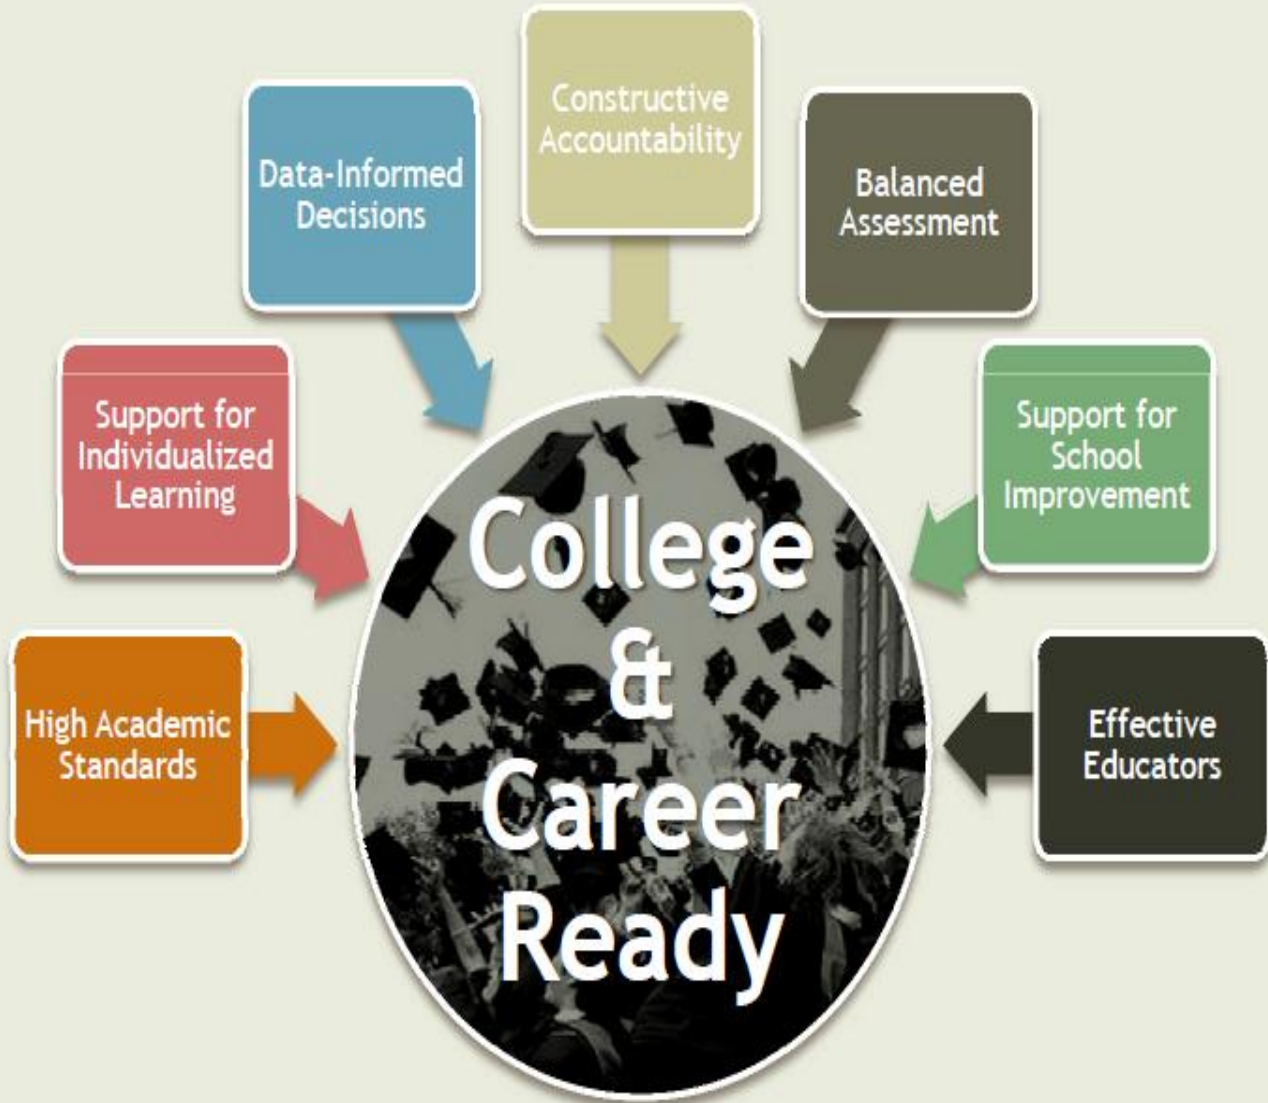 Constructive
Accountability
Data-Informed
Decisions
Balanced
Assessment
Support for
Individualized
Learning
Support for
School
Improvement
High Academic
Standards
Effective
Educators
College
&
Career
Ready